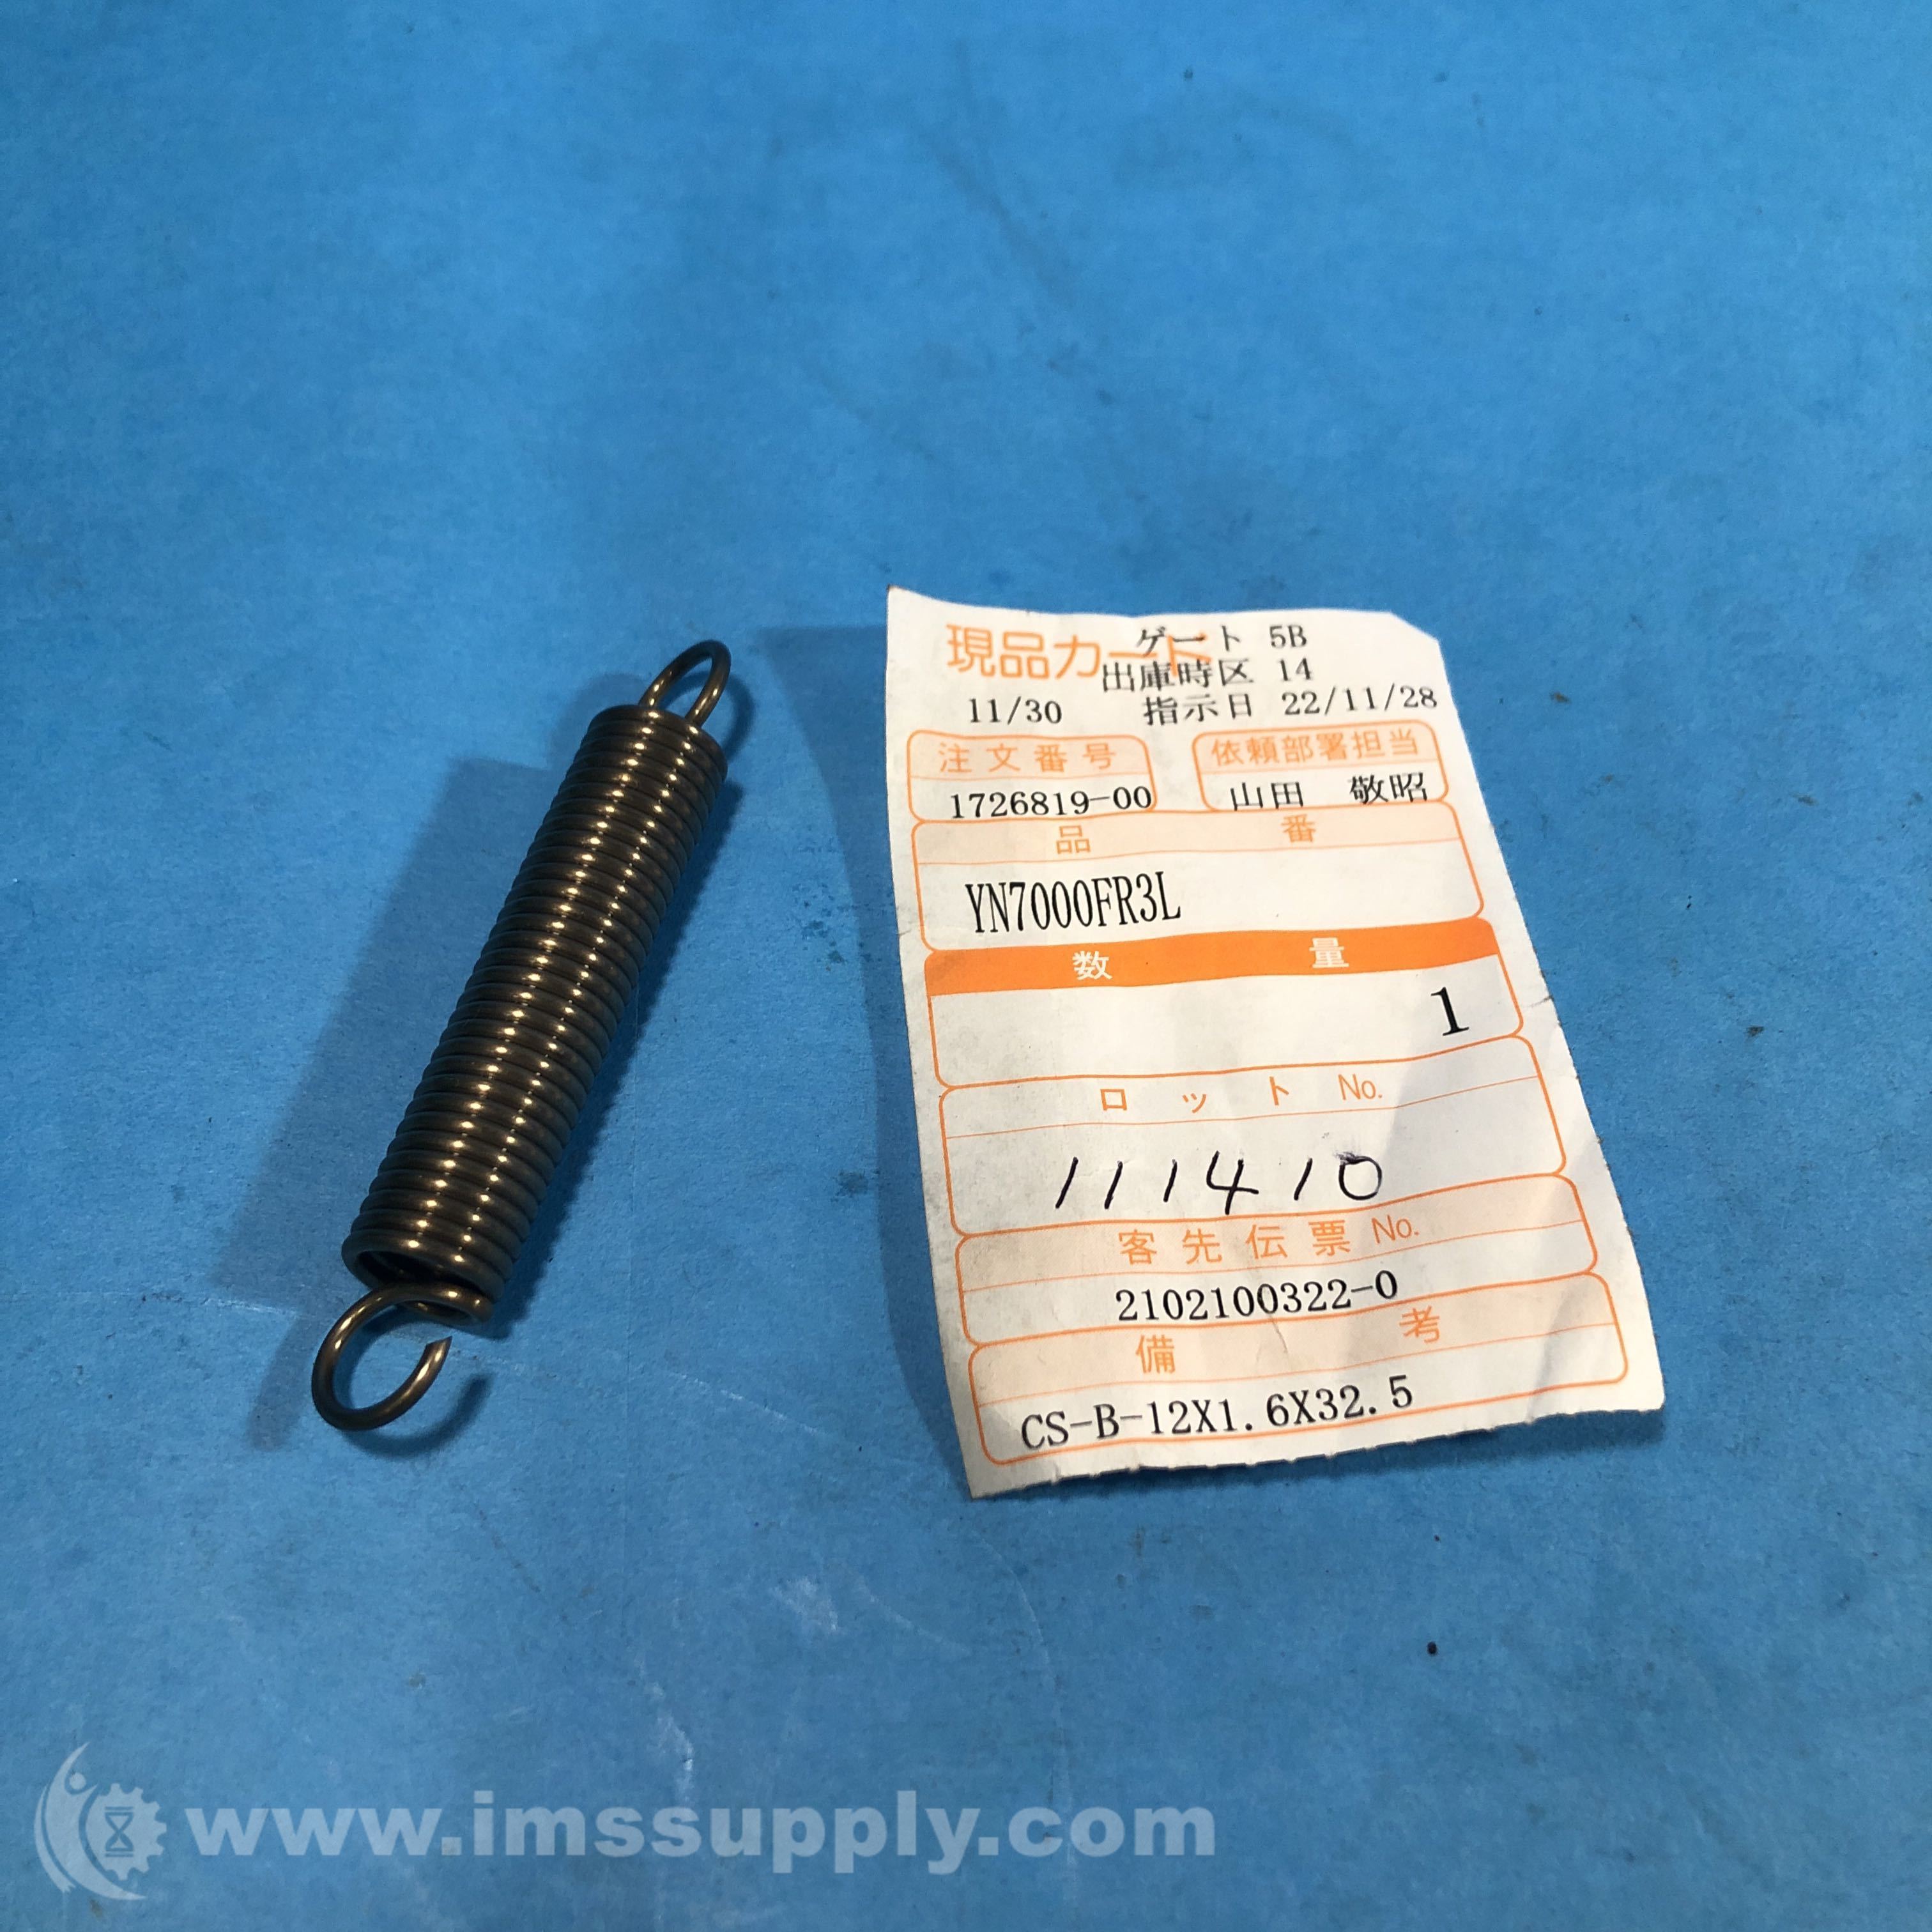 現品カード
ゲート 5B
出庫時区 14
11/30 指示日 22/11/28
注文番号 依頼部署担当
1726819-00 山田 敬昭
品番
YN7000FR3L
数量
1
ロット No.
111410
客先伝票 No.
2102100322-0
備考
CS-B-12X1.6X32.5
www.imssupply.com